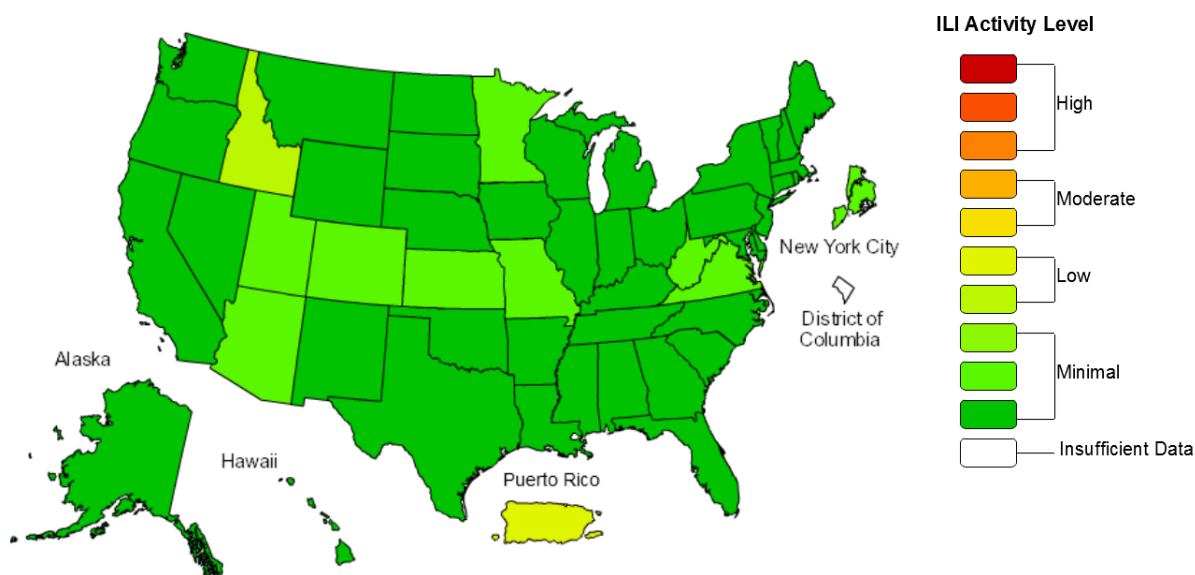 ILI Activity Level
High
Moderate
Low
Minimal
Insufficient Data
New York City
District of
Columbia
Alaska
Hawaii
Puerto Rico